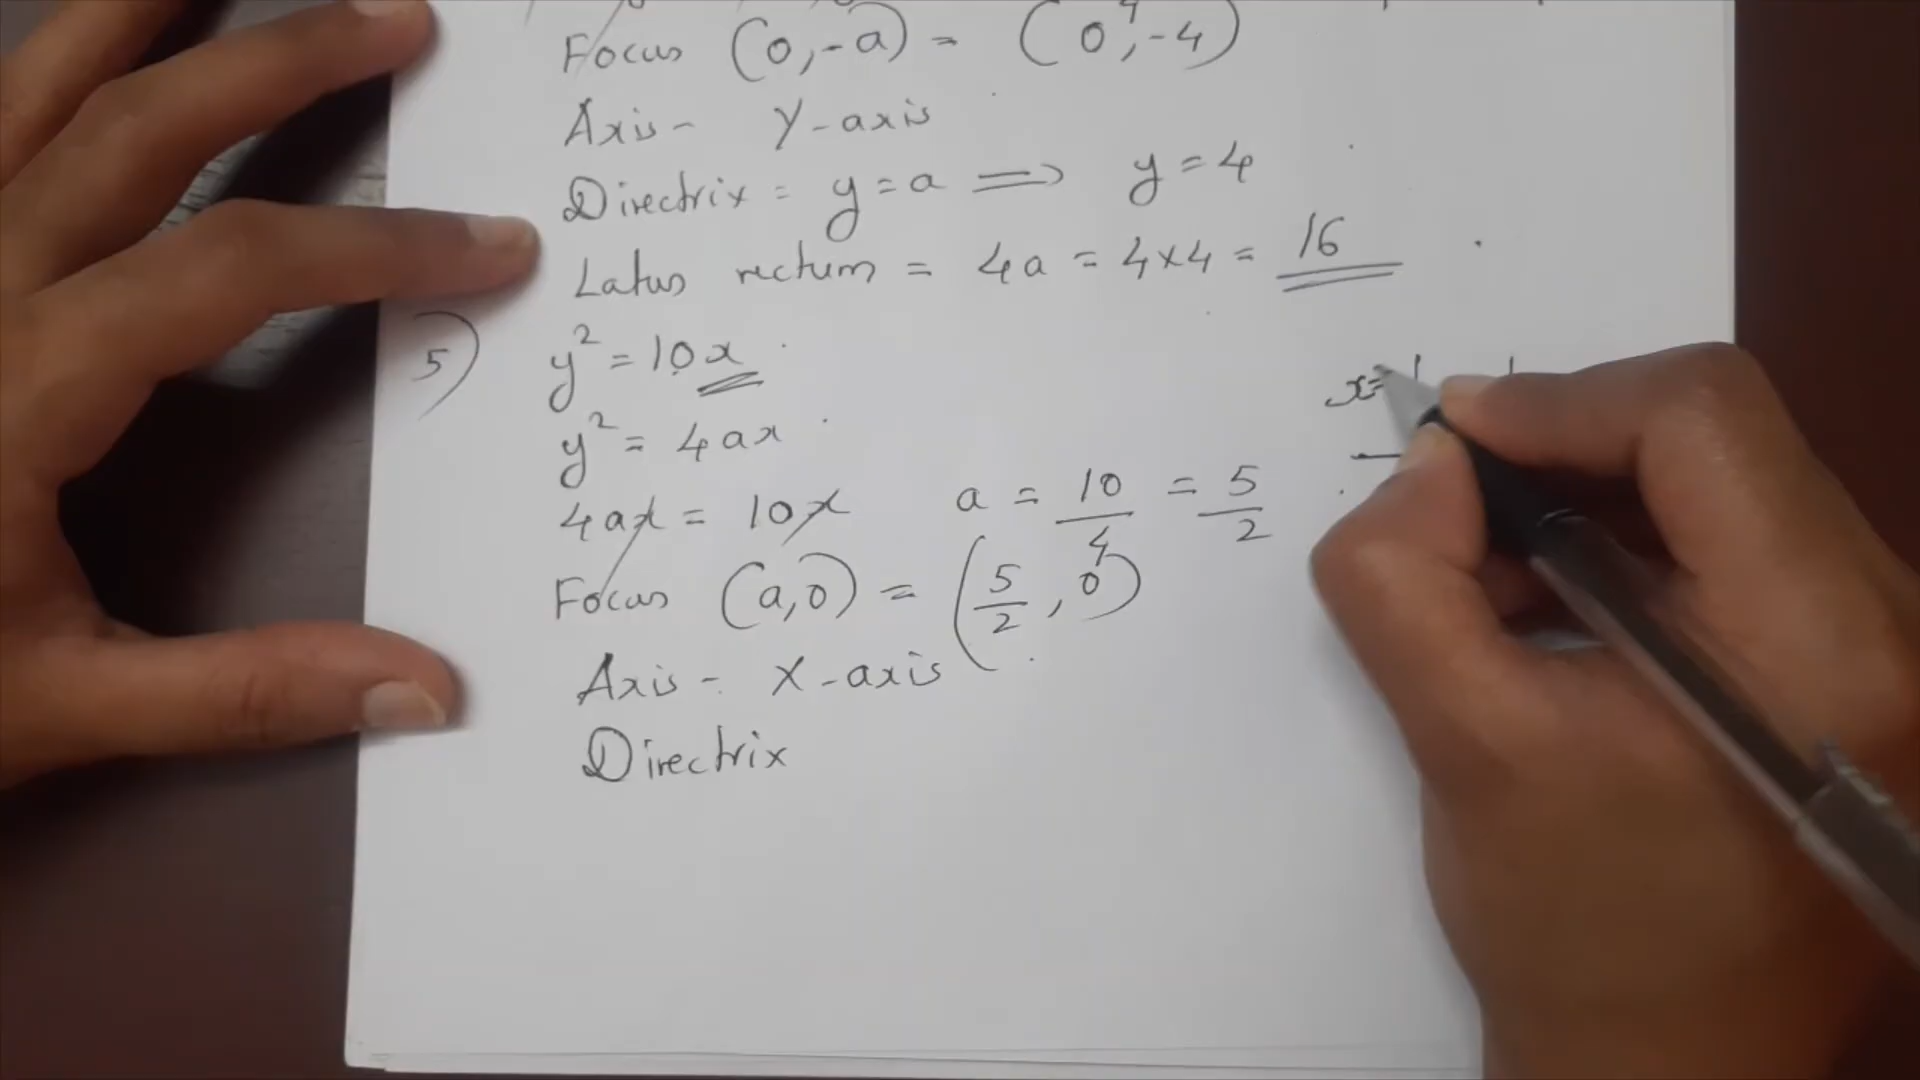 Focus (0,-a) = (0,-4)
Axis - Y-axis
Directrix = y=a ⟹ y=4
Latus rectum = 4a = 4×4 = 16
5) y² = 10x
y² = 4ax
4ax = 10x a = 10/4 = 5/2
Focus (a,0) = (5/2, 0)
Axis - X-axis
Directrix
x=